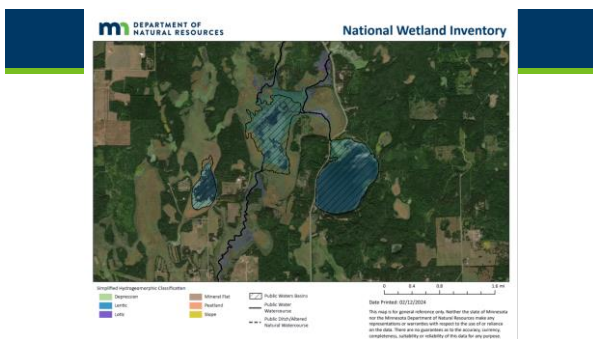 DEPARTMENT OF
NATURAL RESOURCES
National Wetland Inventory
Simplified Hydrogeomorphic Classification
Depression
Lentic
Lotic
Mineral Flat
Peatland
Slope
Public Waters Basins
Public Water
Watercourse
Public Ditch/Altered
Natural Watercourse
0 0.4 0.8 1.6 mi
Date Printed: 02/12/2024
This map is for general reference only. Neither the state of Minnesota
nor the Minnesota Department of Natural Resources make any
representations or warranties with respect to the use of or reliance
on the data. There are no guarantees as to the accuracy, currency,
completeness, suitability or reliability of this data for any purpose.